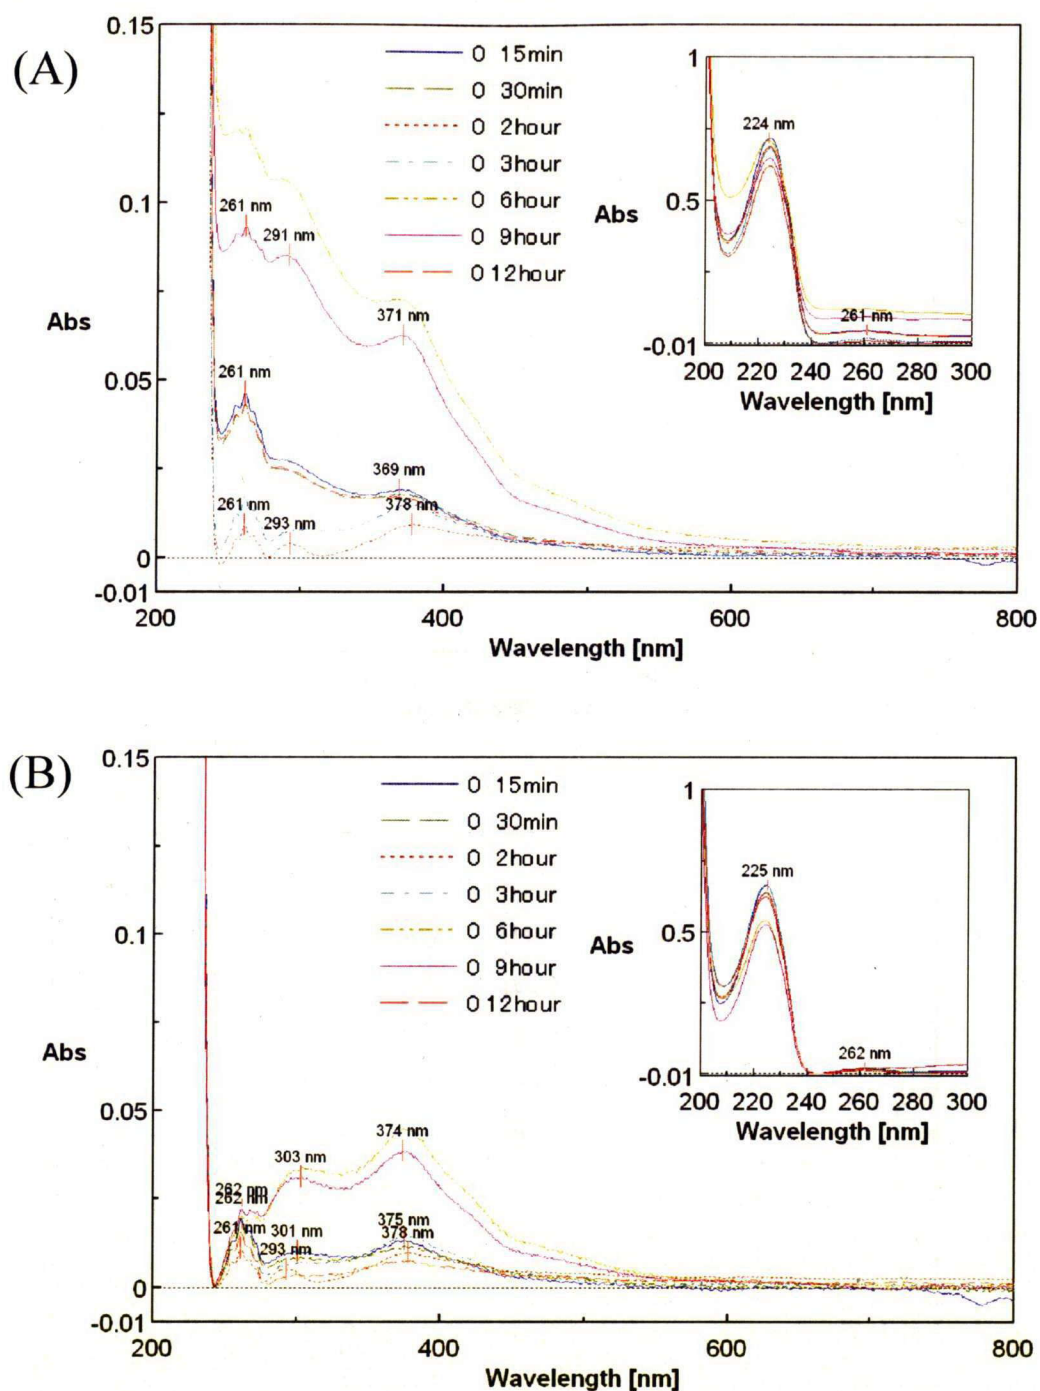 (A)
0.15
0.1
0.05
0
-0.01
Abs
0 15min
0 30min
0 2hour
0 3hour
0 6hour
0 9hour
0 12hour
261 nm
291 nm
371 nm
261 nm
369 nm
261 nm
293 nm
378 nm
200
400
600
800
Wavelength [nm]
1
0.5
-0.01
Abs
224 nm
261 nm
200 220 240 260 280 300
Wavelength [nm]
(B)
0.15
0.1
0.05
0
-0.01
Abs
0 15min
0 30min
0 2hour
0 3hour
0 6hour
0 9hour
0 12hour
374 nm
303 nm
262 nm
262 nm
261 nm
301 nm
293 nm
375 nm
378 nm
200
400
600
800
Wavelength [nm]
1
0.5
-0.01
Abs
225 nm
262 nm
200 220 240 260 280 300
Wavelength [nm]